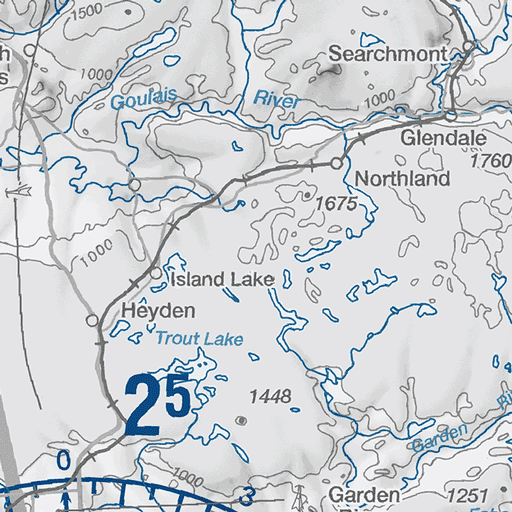 1500
Searchmont
1000
Goulais River
1000
Glendale
1760
Northland
1675
1000
Island Lake
Heyden
Trout Lake
2⁵
1448
Garden
0
1000
3
Garden
1251